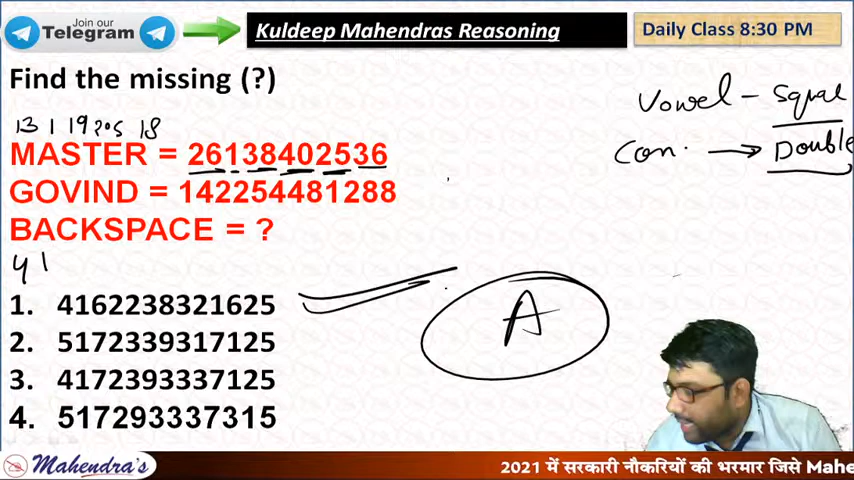 Join our
Telegram
Kuldeep Mahendras Reasoning
Daily Class 8:30 PM
Find the missing (?)
Vowel – Squal
Con. → Double
13 1 19 20 5 18
MASTER = 26138402536
GOVIND = 142254481288
BACKSPACE = ?
4 1
1. 4162238321625
2. 5172339317125
3. 4172393337125
4. 517293337315
A
Mahendra's
2021 में सरकारी नौकरियों की भरमार जिसे Mahe